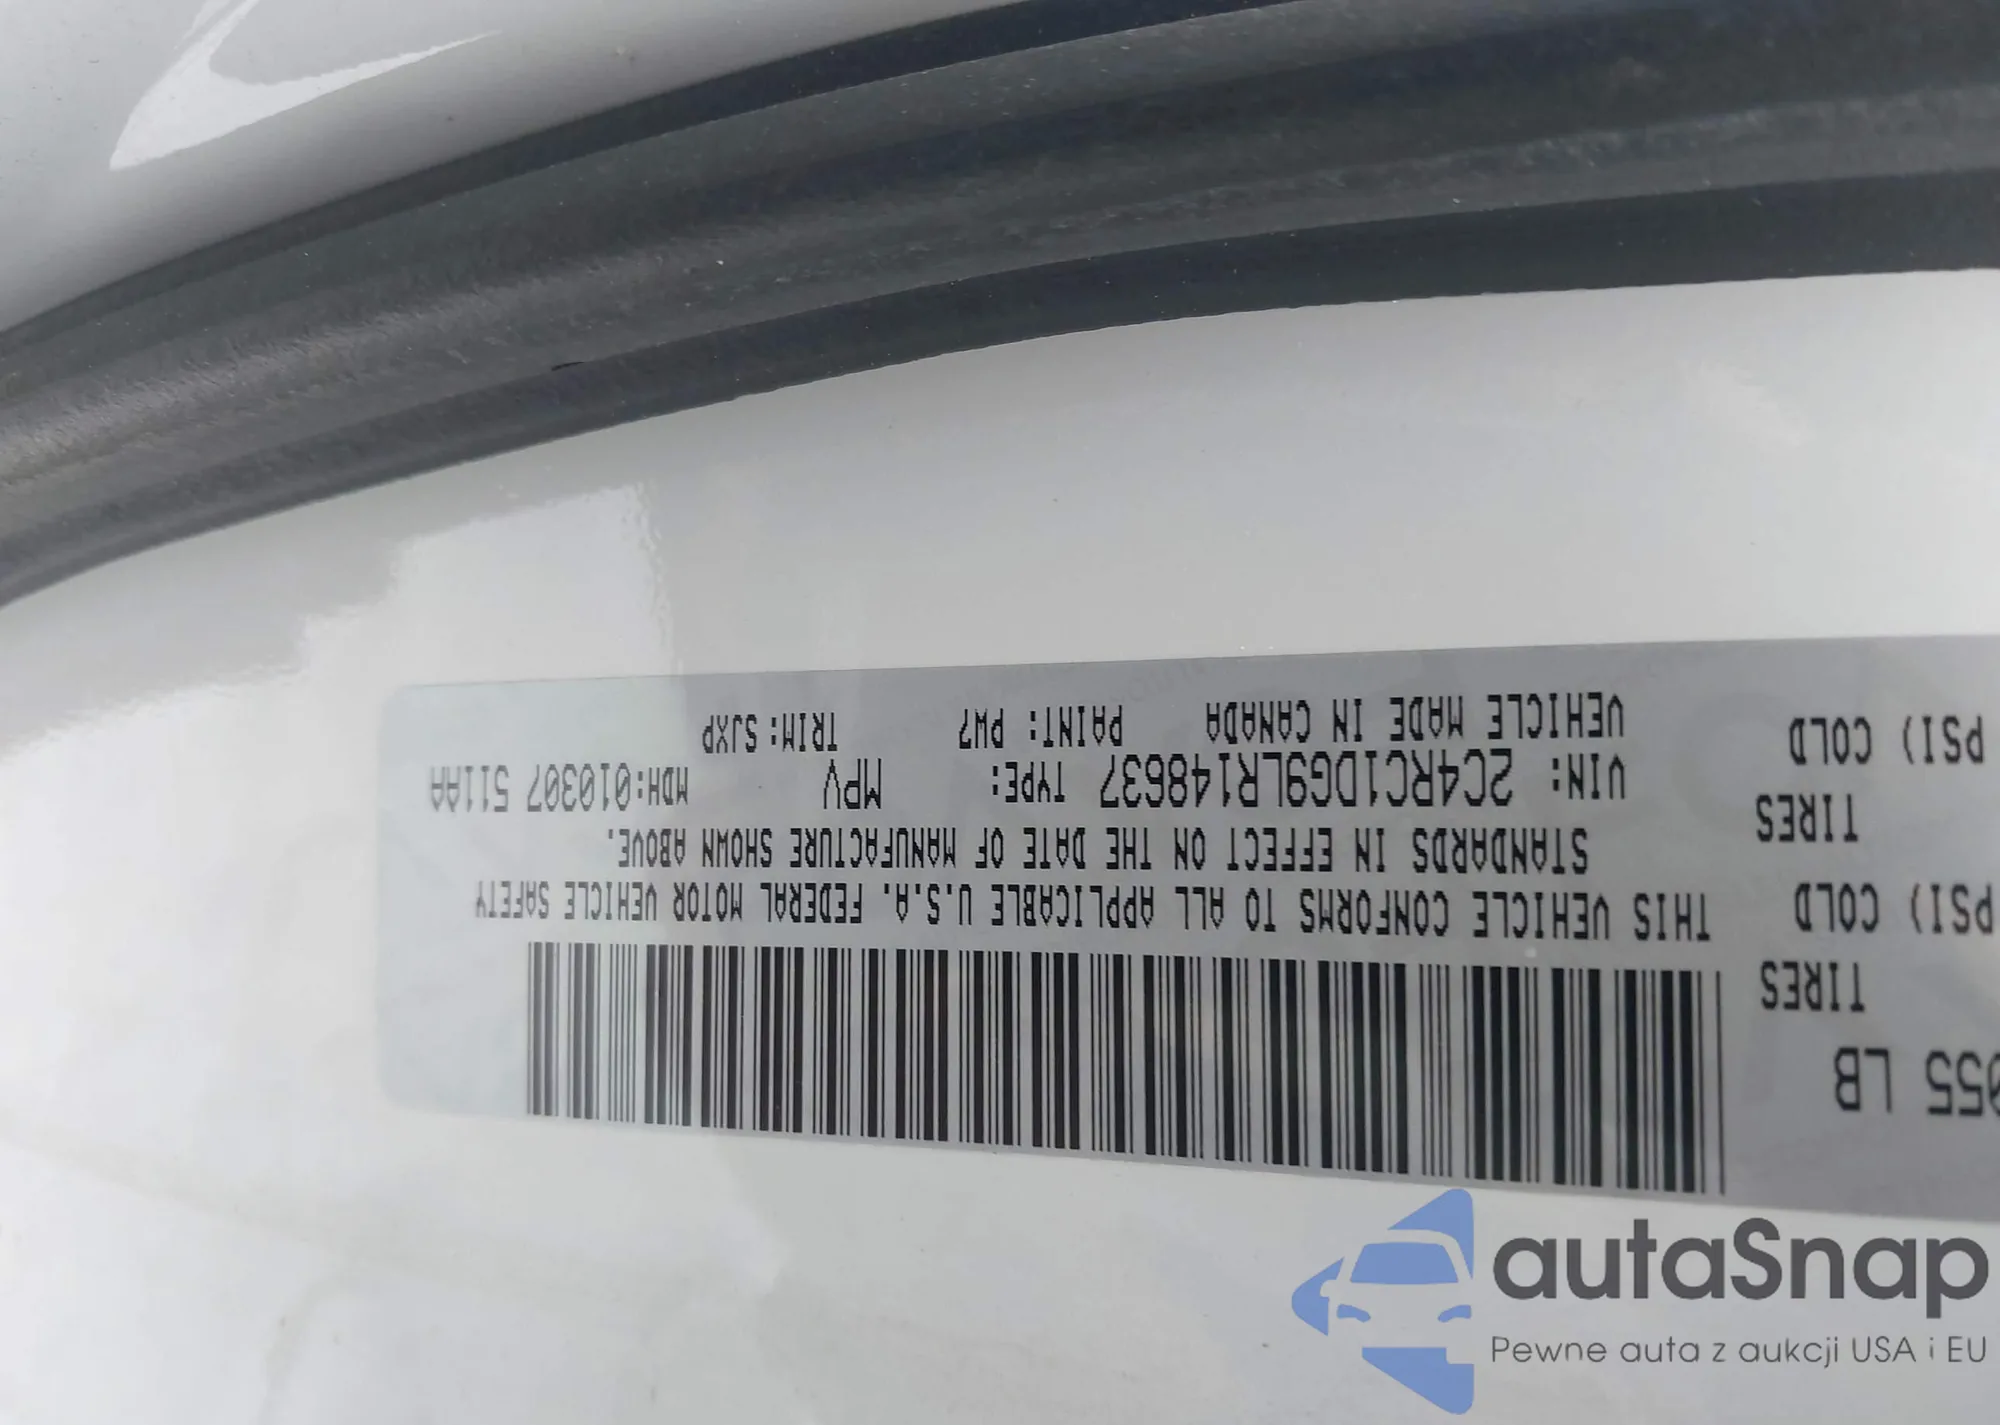 055 LB
TIRES
PSI) COLD
TIRES
PSI) COLD
THIS VEHICLE CONFORMS TO ALL APPLICABLE U.S.A. FEDERAL MOTOR VEHICLE SAFETY
STANDARDS IN EFFECT ON THE DATE OF MANUFACTURE SHOWN ABOVE.
VIN: 2C4RC1DG9LR148637 TYPE: MPV MDH:010307 511AA
VEHICLE MADE IN CANADA PAINT: PW7 TRIM: SJXP
autaSnap
Pewne auta z aukcji USA i EU